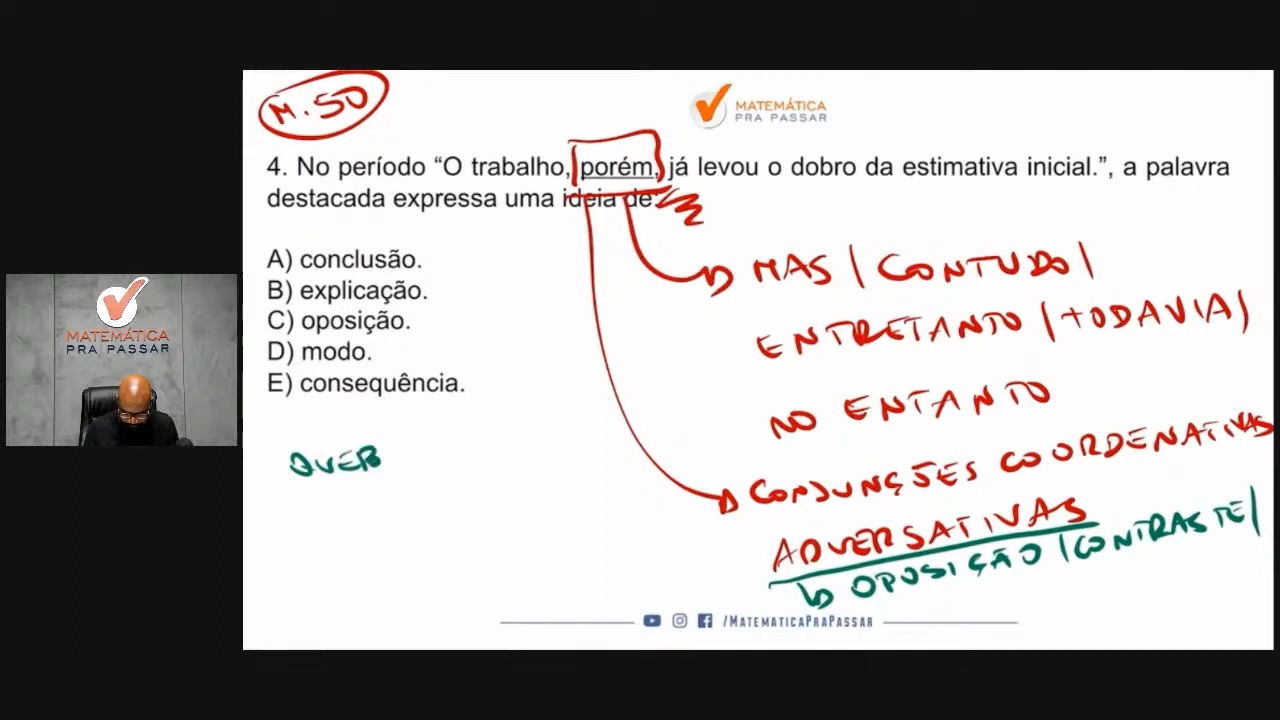 M.50
MATEMÁTICA
PRA PASSAR
4. No período “O trabalho, porém, já levou o dobro da estimativa inicial.”, a palavra
destacada expressa uma ideia de:
A) conclusão.
B) explicação.
C) oposição.
D) modo.
E) consequência.
MAS / CONTUDO /
ENTRETANTO / TODAVIA /
NO ENTANTO
CONJUNÇÕES COORDENATIVAS
ADVERSATIVAS
OPOSIÇÃO / CONTRASTE /
QUEB
MATEMÁTICA
PRA PASSAR
/MATEMATICAPRAPASSAR